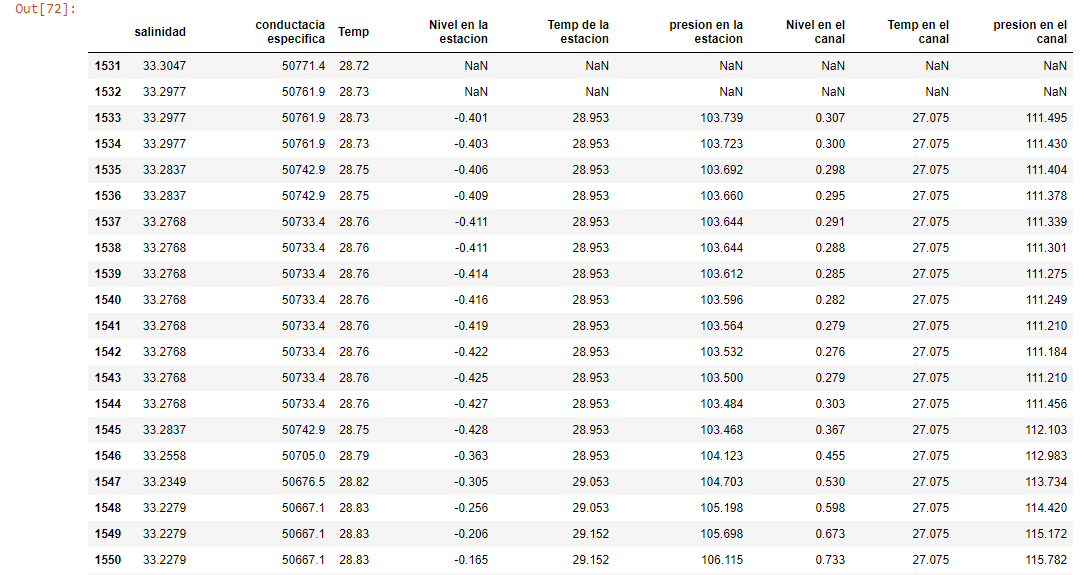 Out[72]:
salinidad conductacia especifica Temp Nivel en la estacion Temp de la estacion presion en la estacion Nivel en el canal Temp en el canal presion en el canal
1531 33.3047 50771.4 28.72 NaN NaN NaN NaN NaN NaN
1532 33.2977 50761.9 28.73 NaN NaN NaN NaN NaN NaN
1533 33.2977 50761.9 28.73 -0.401 28.953 103.739 0.307 27.075 111.495
1534 33.2977 50761.9 28.73 -0.403 28.953 103.723 0.300 27.075 111.430
1535 33.2837 50742.9 28.75 -0.406 28.953 103.692 0.298 27.075 111.404
1536 33.2837 50742.9 28.75 -0.409 28.953 103.660 0.295 27.075 111.378
1537 33.2768 50733.4 28.76 -0.411 28.953 103.644 0.291 27.075 111.339
1538 33.2768 50733.4 28.76 -0.411 28.953 103.644 0.288 27.075 111.301
1539 33.2768 50733.4 28.76 -0.414 28.953 103.612 0.285 27.075 111.275
1540 33.2768 50733.4 28.76 -0.416 28.953 103.596 0.282 27.075 111.249
1541 33.2768 50733.4 28.76 -0.419 28.953 103.564 0.279 27.075 111.210
1542 33.2768 50733.4 28.76 -0.422 28.953 103.532 0.276 27.075 111.184
1543 33.2768 50733.4 28.76 -0.425 28.953 103.500 0.279 27.075 111.210
1544 33.2768 50733.4 28.76 -0.427 28.953 103.484 0.303 27.075 111.456
1545 33.2837 50742.9 28.75 -0.428 28.953 103.468 0.367 27.075 112.103
1546 33.2558 50705.0 28.79 -0.363 28.953 104.123 0.455 27.075 112.983
1547 33.2349 50676.5 28.82 -0.305 29.053 104.703 0.530 27.075 113.734
1548 33.2279 50667.1 28.83 -0.256 29.053 105.198 0.598 27.075 114.420
1549 33.2279 50667.1 28.83 -0.206 29.152 105.698 0.673 27.075 115.172
1550 33.2279 50667.1 28.83 -0.165 29.152 106.115 0.733 27.075 115.782